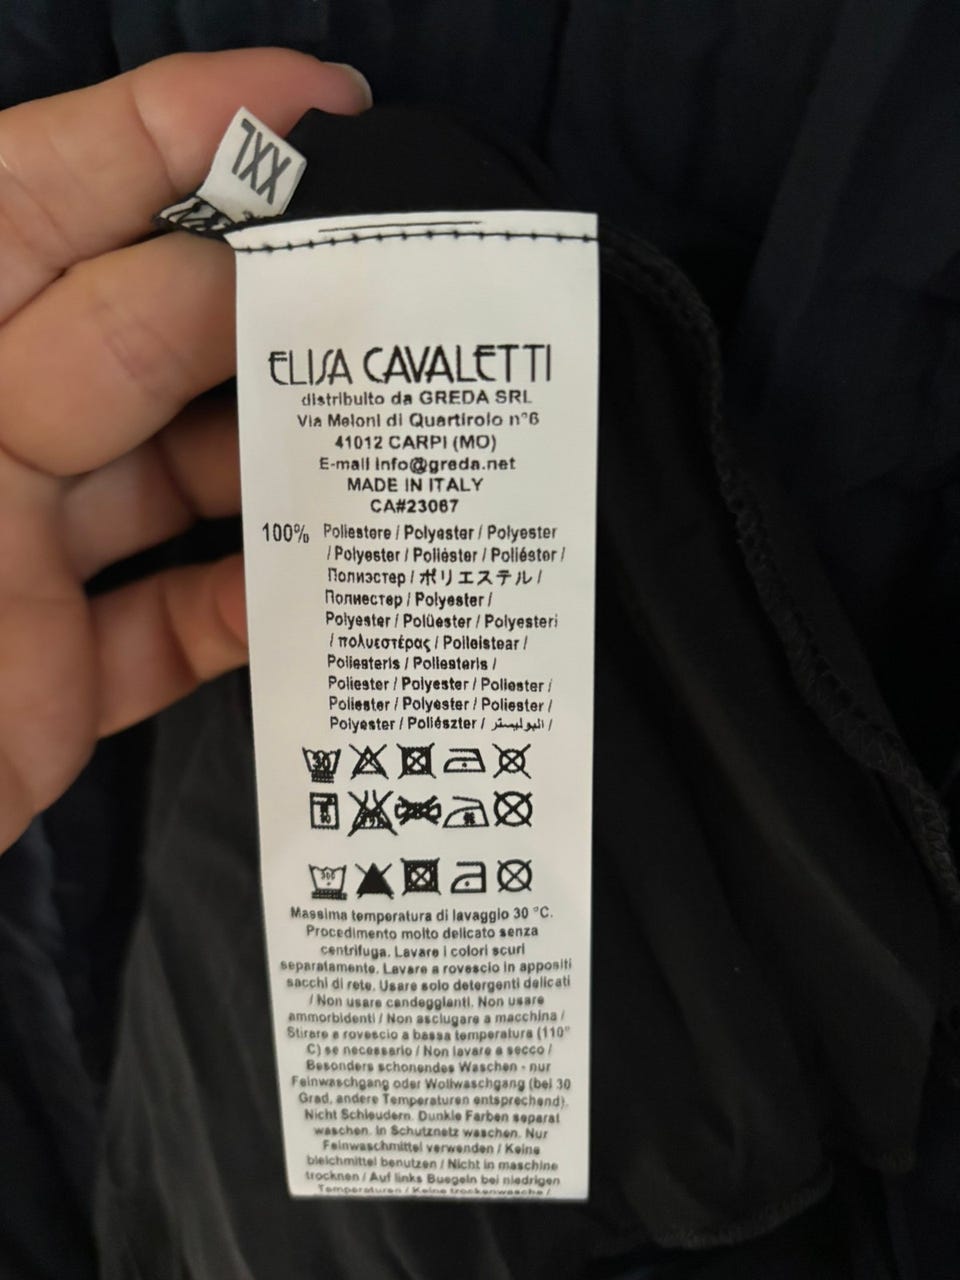 XXL
ELISA CAVALETTI
distribuito da GREDA SRL
Via Meloni di Quartirolo n°6
41012 CARPI (MO)
E-mail info@greda.net
MADE IN ITALY
CA#23067
100% Poliestere / Polyester / Polyester
/ Polyester / Poliéster / Poliéster /
Полиэстер / ポリエステル /
Полиестер / Polyester /
Polyester / Polüester / Polyesteri
/ πολυεστέρας / Poileistear /
Poliesteris / Poliesteris /
Poliester / Polyester / Poliester /
Poliester / Polyester / Poliester /
Polyester / Poliészter / البوليستر /
30
Massima temperatura di lavaggio 30 °C.
Procedimento molto delicato senza
centrifuga. Lavare i colori scuri
separatamente. Lavare a rovescio in appositi
sacchi di rete. Usare solo detergenti delicati
/ Non usare candeggianti. Non usare
ammorbidenti / Non asciugare a macchina /
Stirare a rovescio a bassa temperatura (110°
C) se necessario / Non lavare a secco /
Besonders schonendes Waschen - nur
Feinwaschgang oder Wollwaschgang (bei 30
Grad, andere Temperaturen entsprechend).
Nicht Schleudern. Dunkle Farben separat
waschen. In Schutznetz waschen. Nur
Feinwaschmittel verwenden / Keine
bleichmittel benutzen / Nicht in maschine
trocknen / Auf links Buegeln bei niedrigen
Temperaturen / Keine trockenwasche /